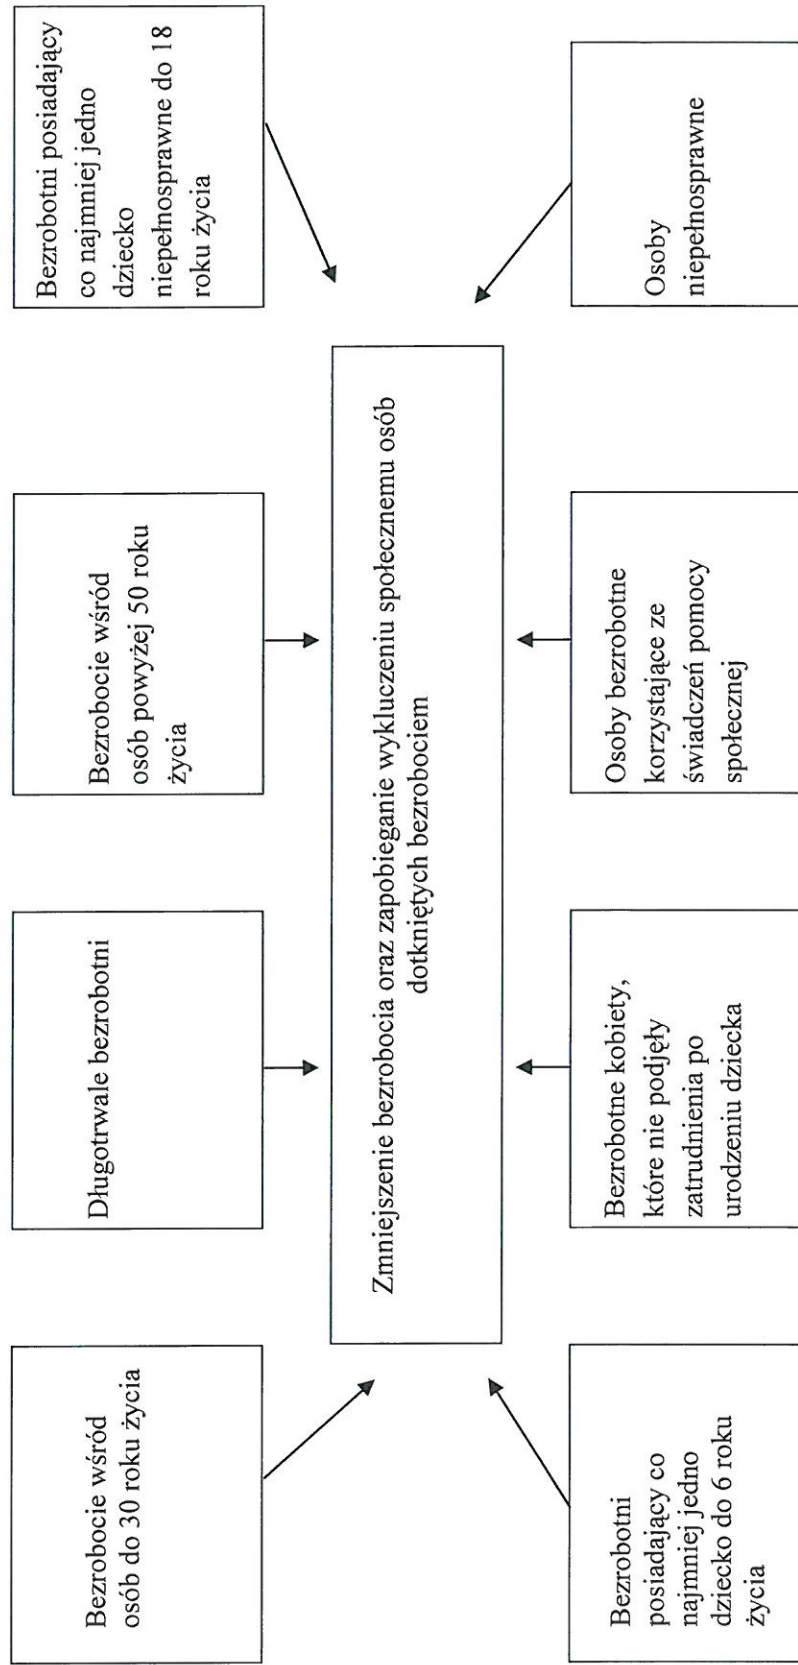 Bezrobocie wśród
osób do 30 roku życia
Długotrwale bezrobotni
Bezrobocie wśród
osób powyżej 50 roku
życia
Bezrobotni posiadający
co najmniej jedno
dziecko
niepełnosprawne do 18
roku życia
Zmniejszenie bezrobocia oraz zapobieganie wykluczeniu społecznemu osób
dotkniętych bezrobociem
Bezrobotni
posiadający co
najmniej jedno
dziecko do 6 roku
życia
Bezrobotne kobiety,
które nie podjęły
zatrudnienia po
urodzeniu dziecka
Osoby bezrobotne
korzystające ze
świadczeń pomocy
społecznej
Osoby
niepełnosprawne